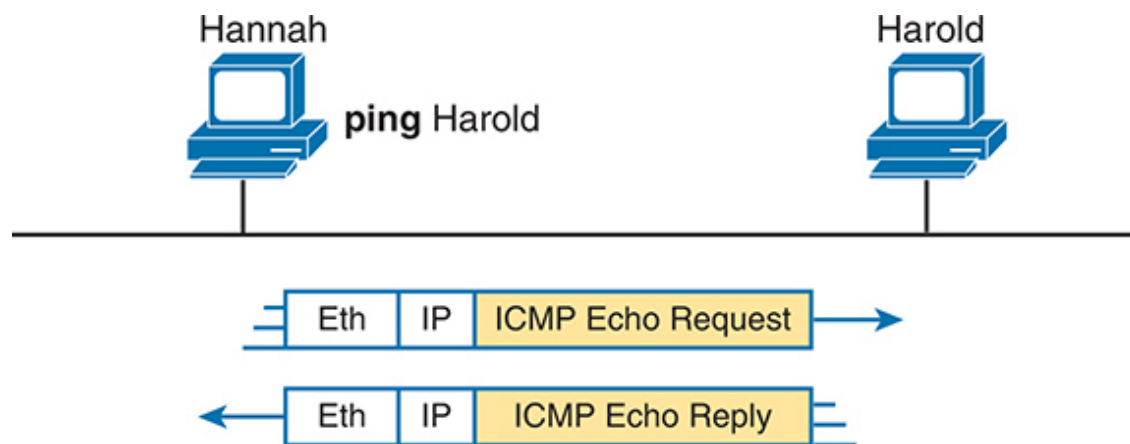 Hannah
Harold
ping Harold
Eth IP ICMP Echo Request
Eth IP ICMP Echo Reply